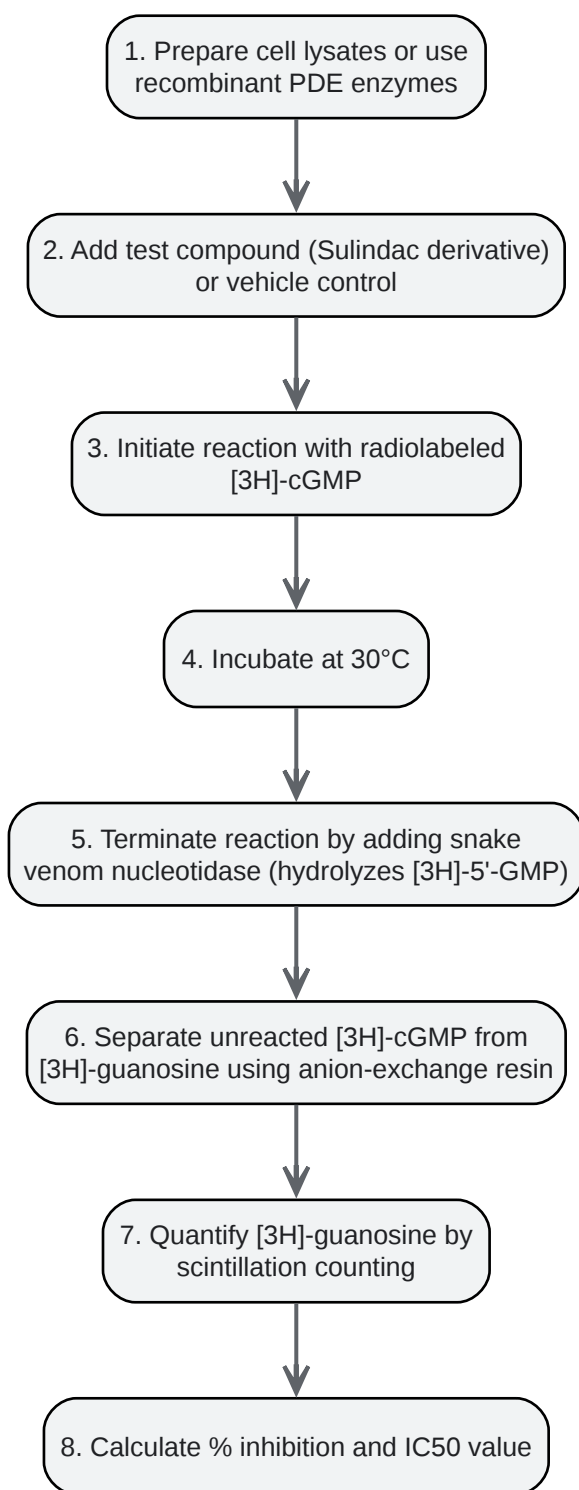 1. Prepare cell lysates or use
recombinant PDE enzymes
2. Add test compound (Sulindac derivative)
or vehicle control
3. Initiate reaction with radiolabeled
[3H]-cGMP
4. Incubate at 30°C
5. Terminate reaction by adding snake
venom nucleotidase (hydrolyzes [3H]-5'-GMP)
6. Separate unreacted [3H]-cGMP from
[3H]-guanosine using anion-exchange resin
7. Quantify [3H]-guanosine by
scintillation counting
8. Calculate % inhibition and IC50 value